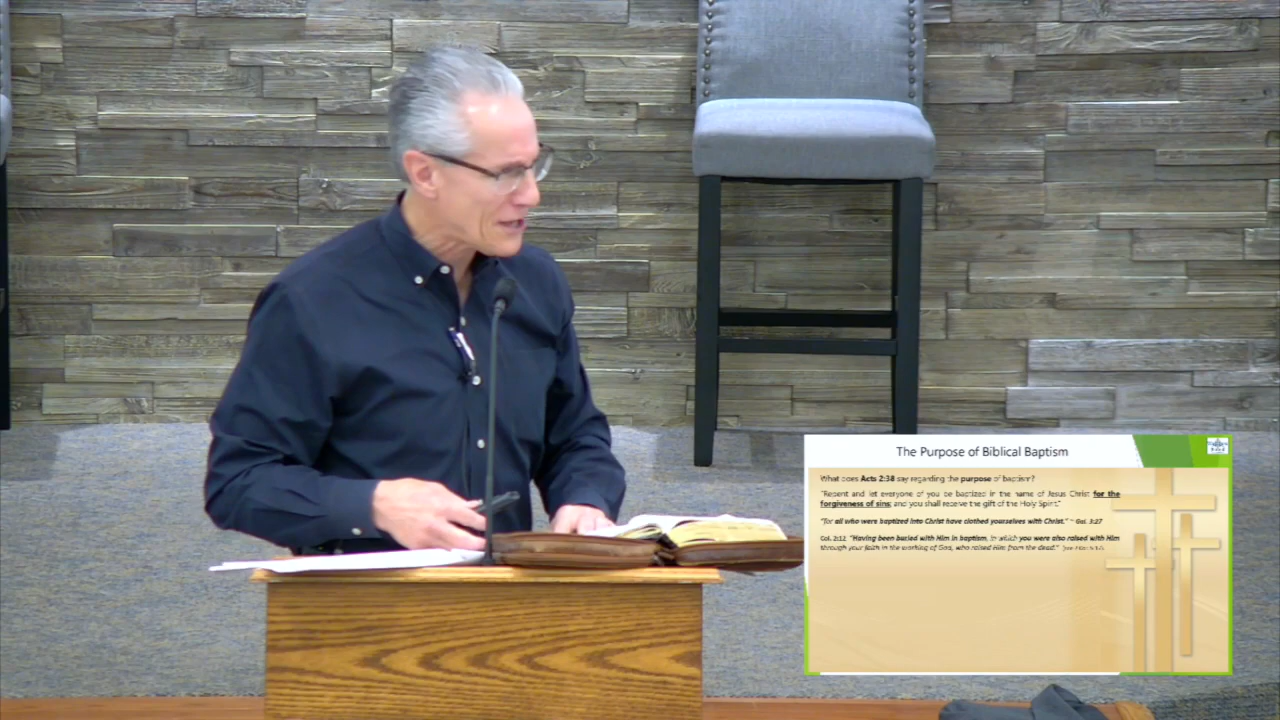 The Purpose of Biblical Baptism
What does Acts 2:38 say regarding the purpose of baptism?
"Repent and let everyone of you be baptized in the name of Jesus Christ for the
forgiveness of sins; and you shall receive the gift of the Holy Spirit."
"for all who were baptized into Christ have clothed yourselves with Christ." ~ Gal. 3:27
Col. 2:12 "Having been buried with Him in baptism, in which you were also raised with Him
through your faith in the working of God, who raised Him from the dead."